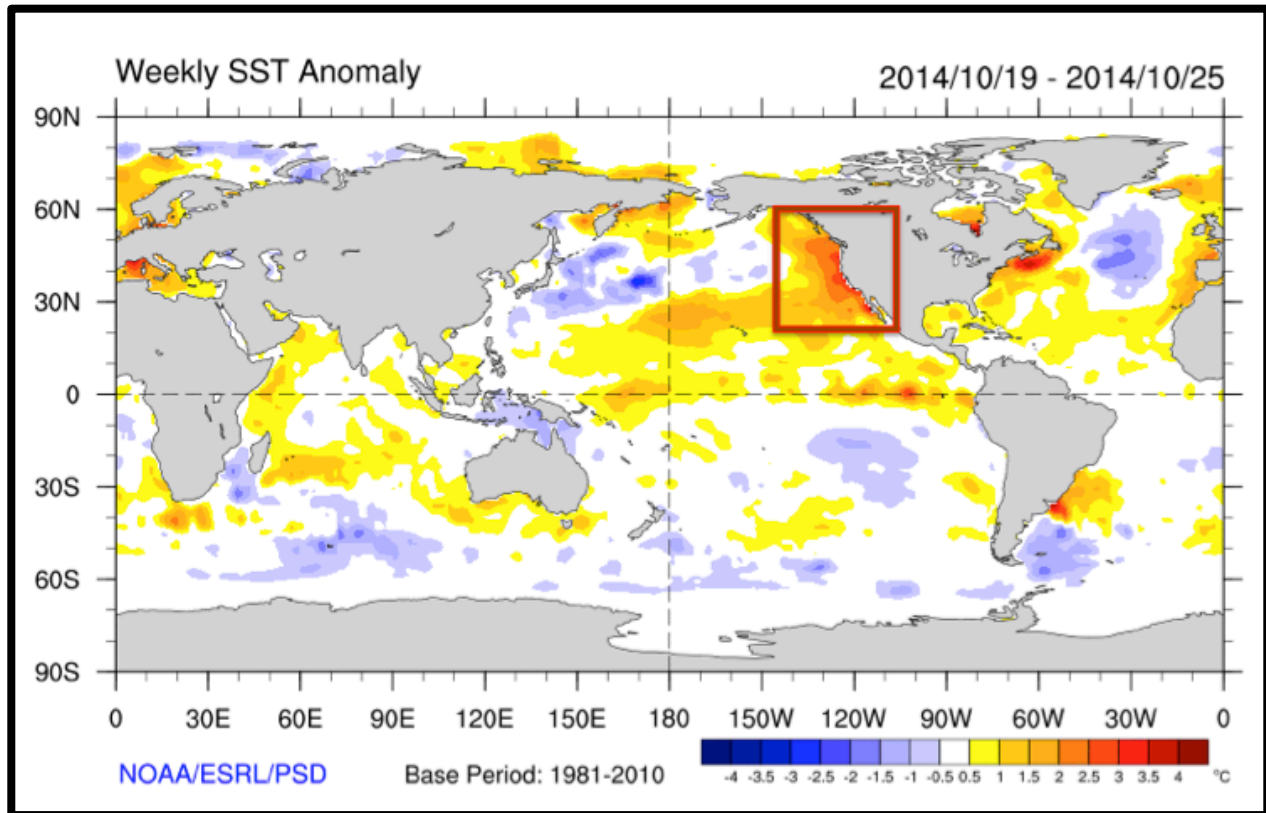 Weekly SST Anomaly
2014/10/19 - 2014/10/25
90N
60N
30N
0
30S
60S
90S
0 30E 60E 90E 120E 150E 180 150W 120W 90W 60W 30W 0
NOAA/ESRL/PSD
Base Period: 1981-2010
-4 -3.5 -3 -2.5 -2 -1.5 -1 -0.5 0.5 1 1.5 2 2.5 3 3.5 4 °C